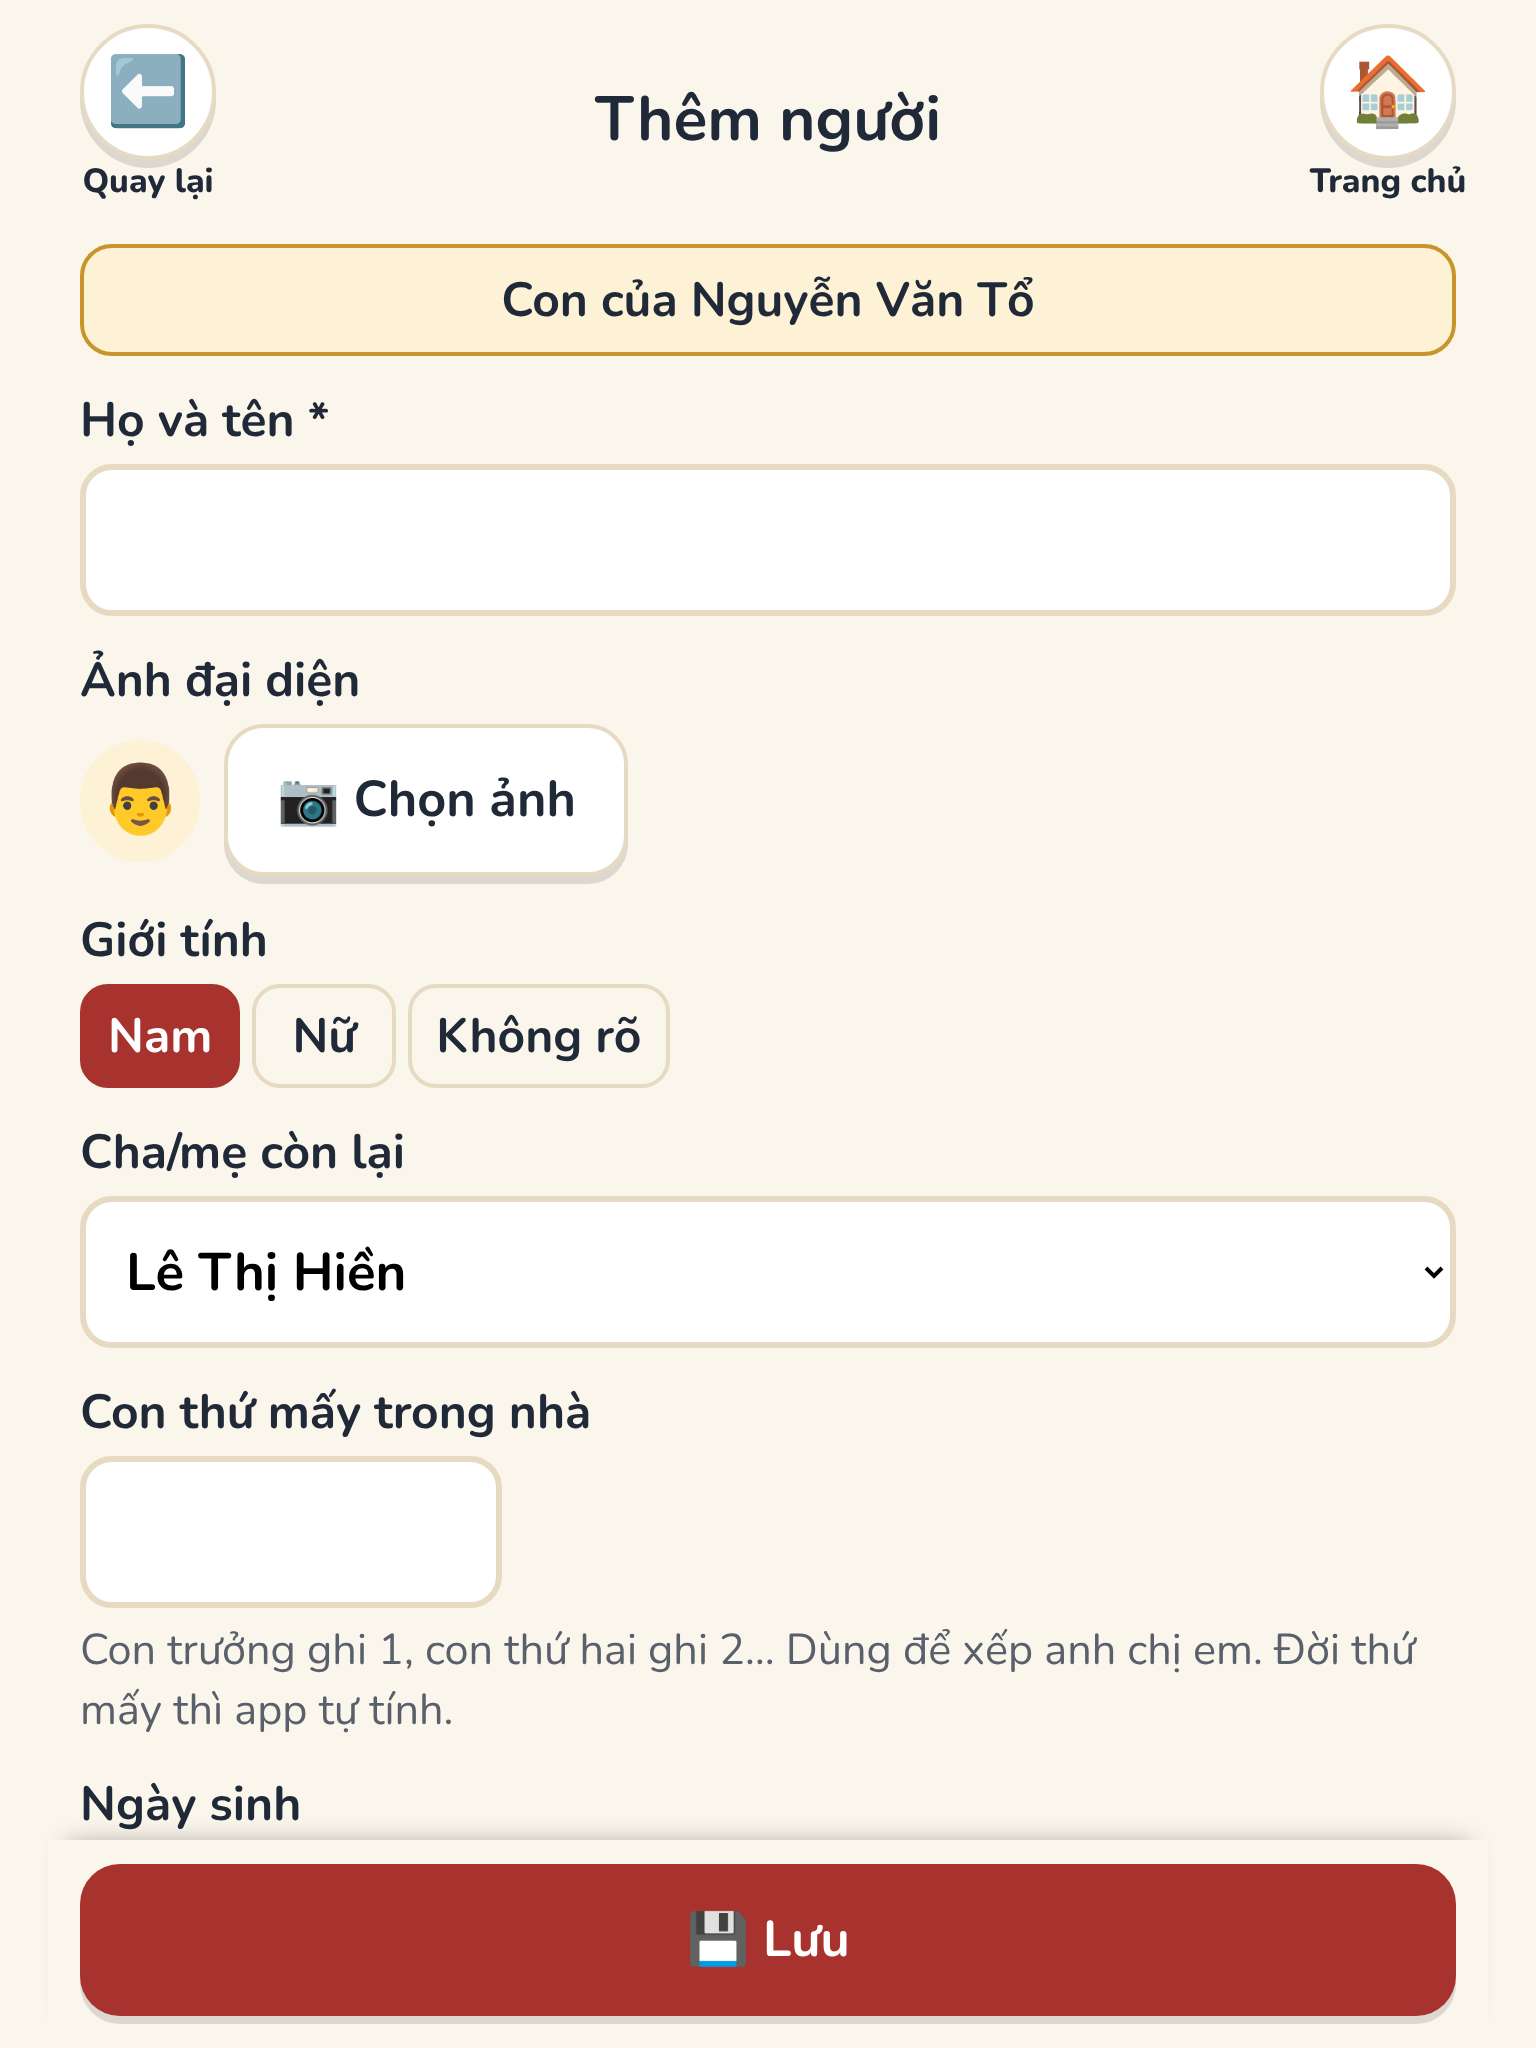 Quay lại
Thêm người
Trang chủ
Con của Nguyễn Văn Tổ
Họ và tên *
Ảnh đại diện
Chọn ảnh
Giới tính
Nam
Nữ
Không rõ
Cha/mẹ còn lại
Lê Thị Hiền
Con thứ mấy trong nhà
Con trưởng ghi 1, con thứ hai ghi 2... Dùng để xếp anh chị em. Đời thứ
mấy thì app tự tính.
Ngày sinh
Lưu